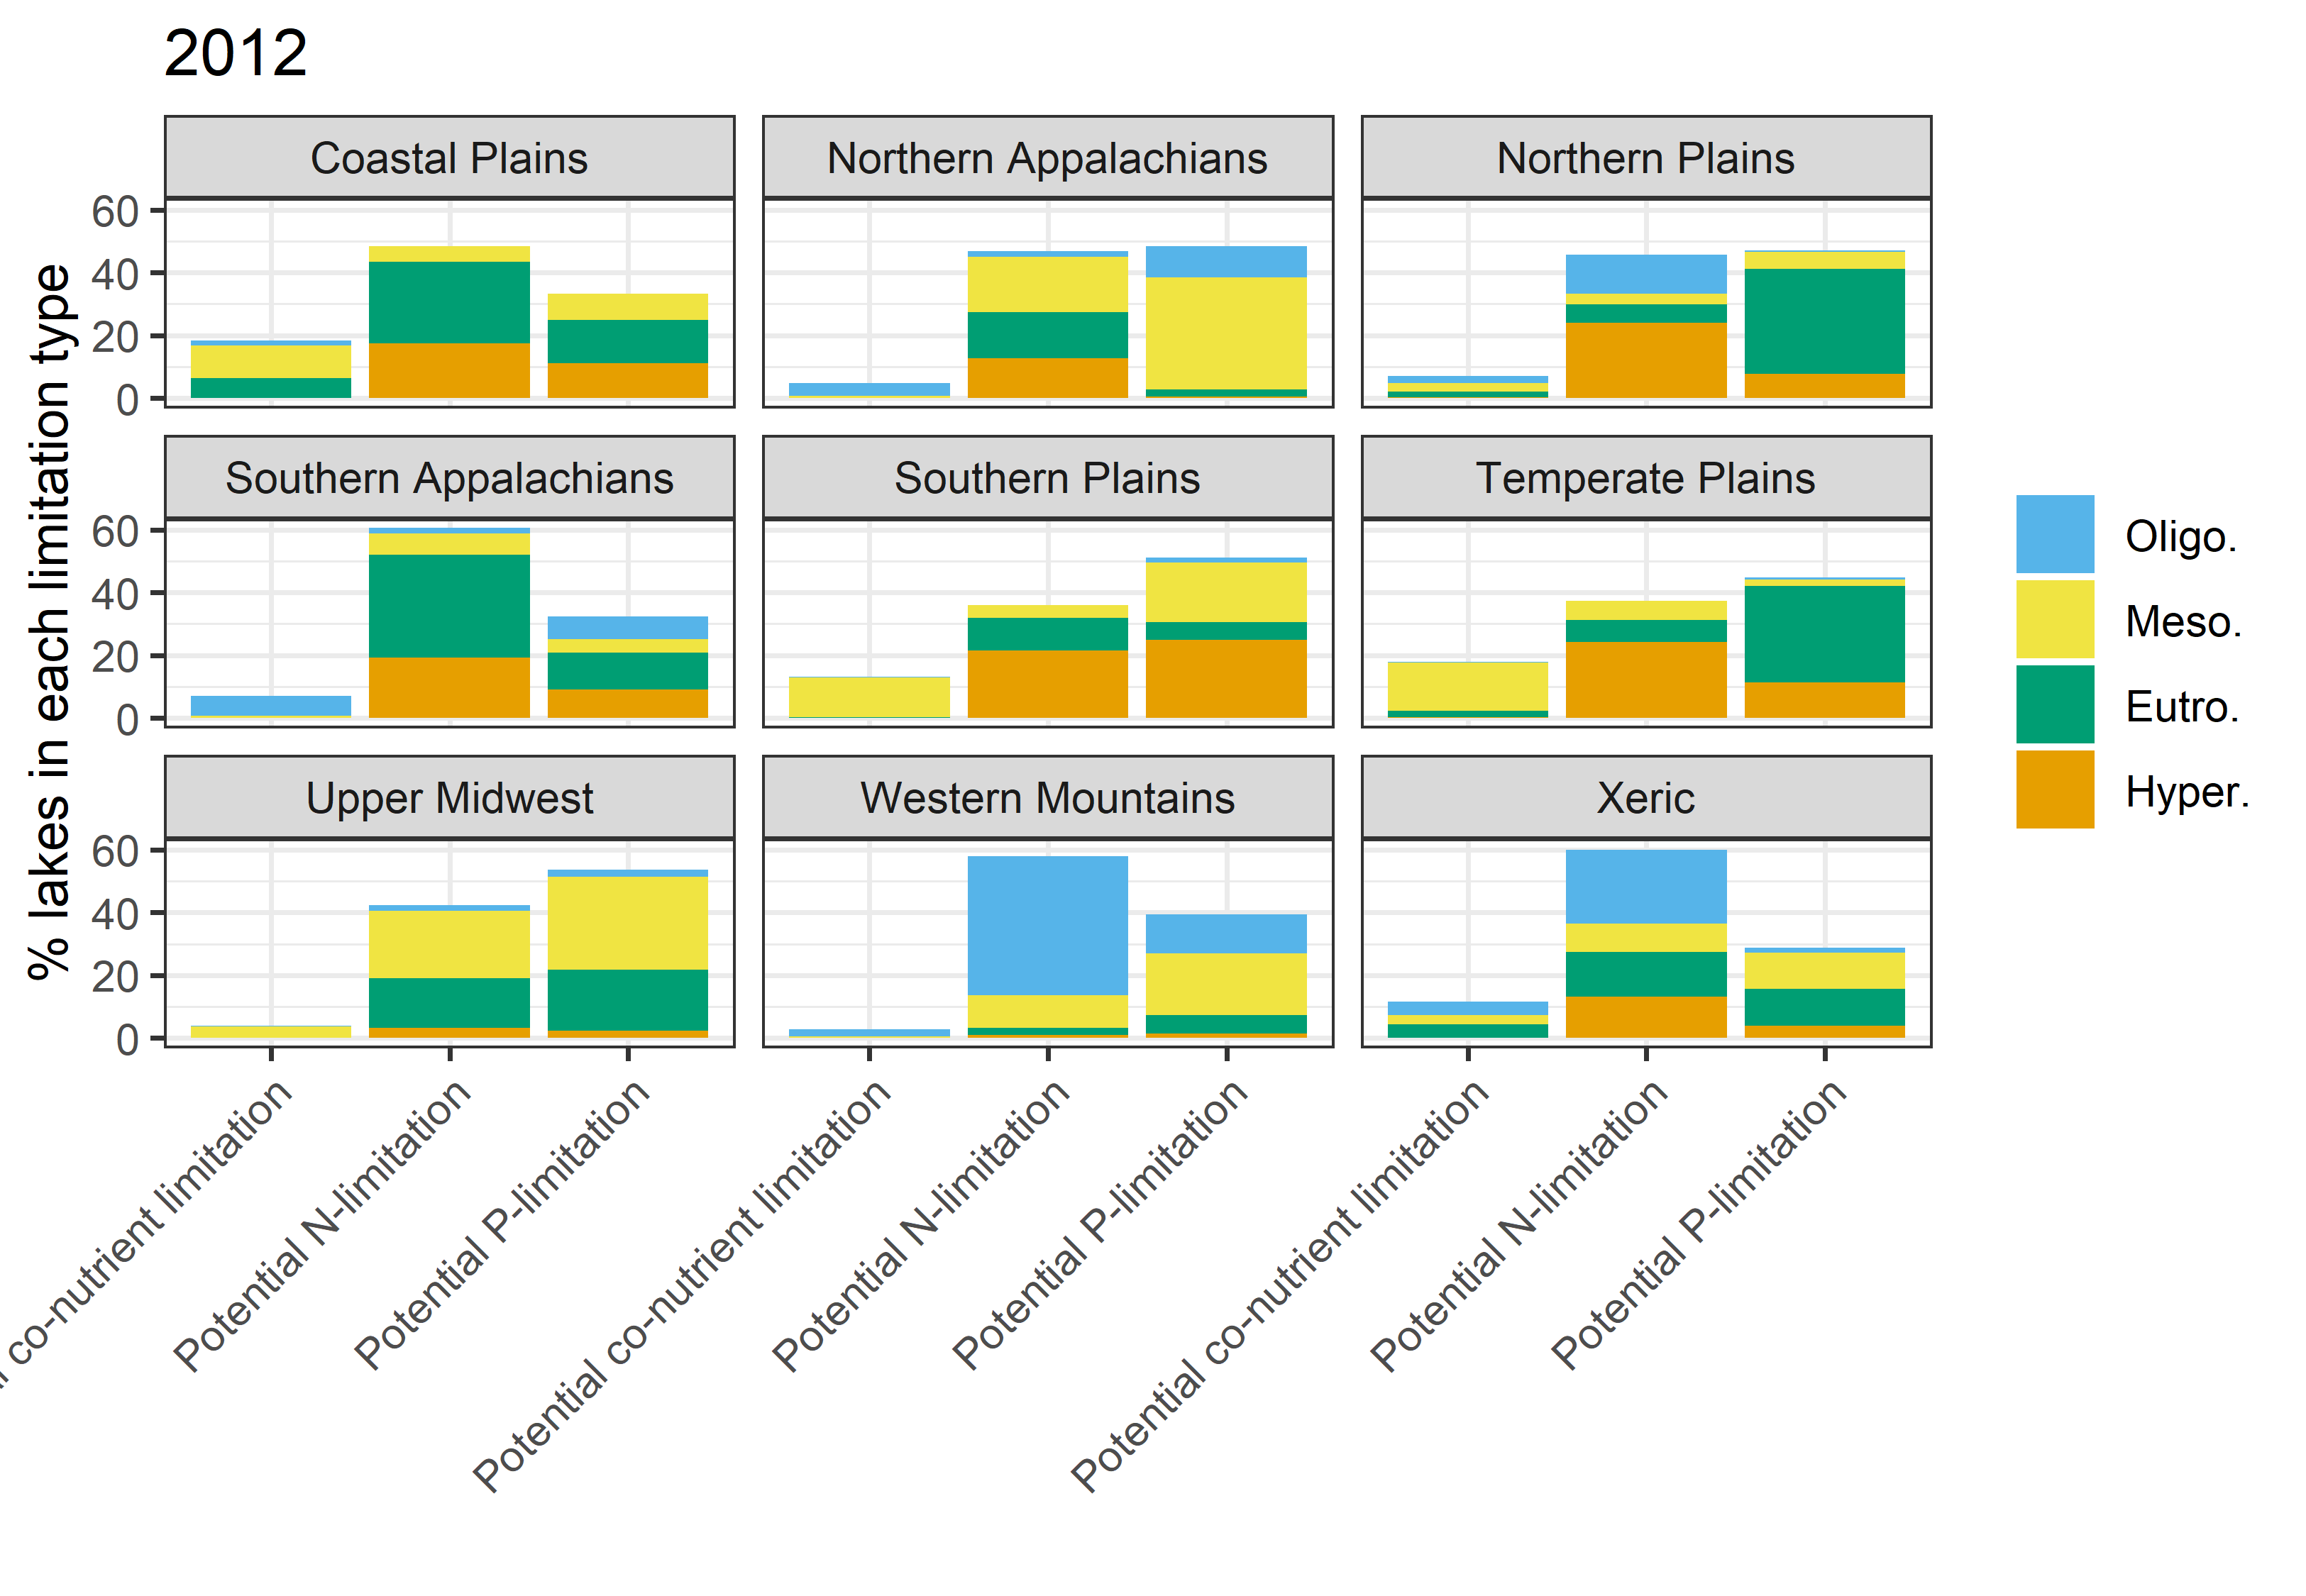 2012
Coastal Plains
Northern Appalachians
Northern Plains
60
40
20
0
Southern Appalachians
Southern Plains
Temperate Plains
60
40
20
0
Upper Midwest
Western Mountains
Xeric
60
40
20
0
% lakes in each limitation type
co-nutrient limitation
Potential N-limitation
Potential P-limitation
Potential co-nutrient limitation
Potential N-limitation
Potential P-limitation
Potential co-nutrient limitation
Potential N-limitation
Potential P-limitation
Oligo.
Meso.
Eutro.
Hyper.